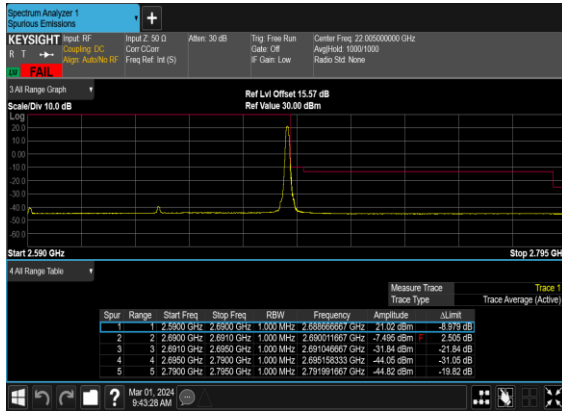 Spectrum Analyzer 1
Spurious Emissions
+
KEYSIGHT Input: RF Input Z: 50 Ω Atten: 30 dB Trig: Free Run Center Freq: 22.005000000 GHz
R T Coupling: DC Corr CCorr Gate: Off Avg|Hold: 1000/1000
Align: Auto/No RF Freq Ref: Int (S) IF Gain: Low Radio Std: None
LV FAIL
3 All Range Graph
Ref Lvl Offset 15.57 dB
Scale/Div 10.0 dB Ref Value 30.00 dBm
Log
20.0
10.0
0.00
-10.0
-20.0
-30.0
-40.0
-50.0
-60.0
Start 2.590 GHz Stop 2.795 GH
4 All Range Table
Measure Trace Trace 1
Trace Type Trace Average (Active)
Spur Range Start Freq Stop Freq RBW Frequency Amplitude ΔLimit
1 1 2.5900 GHz 2.6900 GHz 1.000 MHz 2.688666667 GHz 21.02 dBm -8.979 dB
2 2 2.6900 GHz 2.6910 GHz 1.000 MHz 2.690011667 GHz -7.495 dBm F 2.505 dB
3 3 2.6910 GHz 2.6950 GHz 1.000 MHz 2.691046667 GHz -31.84 dBm -21.84 dB
4 4 2.6950 GHz 2.7900 GHz 1.000 MHz 2.695158333 GHz -44.05 dBm -31.05 dB
5 5 2.7900 GHz 2.7950 GHz 1.000 MHz 2.791991667 GHz -44.82 dBm -19.82 dB
? Mar 01, 2024
9:43:28 AM